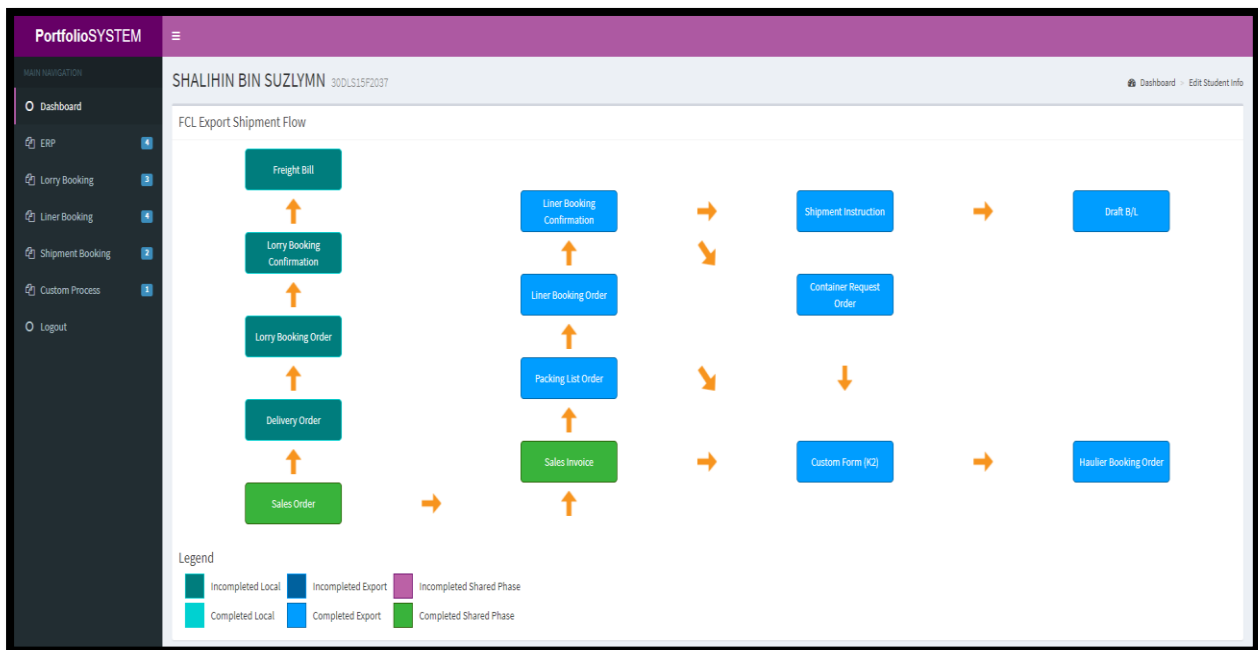 PortfolioSYSTEM
MAIN NAVIGATION
Dashboard
ERP 4
Lorry Booking 3
Liner Booking 4
Shipment Booking 2
Custom Process 1
Logout
SHALIHIN BIN SUZLYMN 30DLS15F2037
Dashboard > Edit Student Info
FCL Export Shipment Flow
Freight Bill
Liner Booking
Confirmation
Shipment Instruction
Draft B/L
Lorry Booking
Confirmation
Liner Booking Order
Container Request
Order
Lorry Booking Order
Packing List Order
Delivery Order
Sales Invoice
Custom Form (K2)
Haulier Booking Order
Sales Order
Legend
Incompleted Local Incompleted Export Incompleted Shared Phase
Completed Local Completed Export Completed Shared Phase